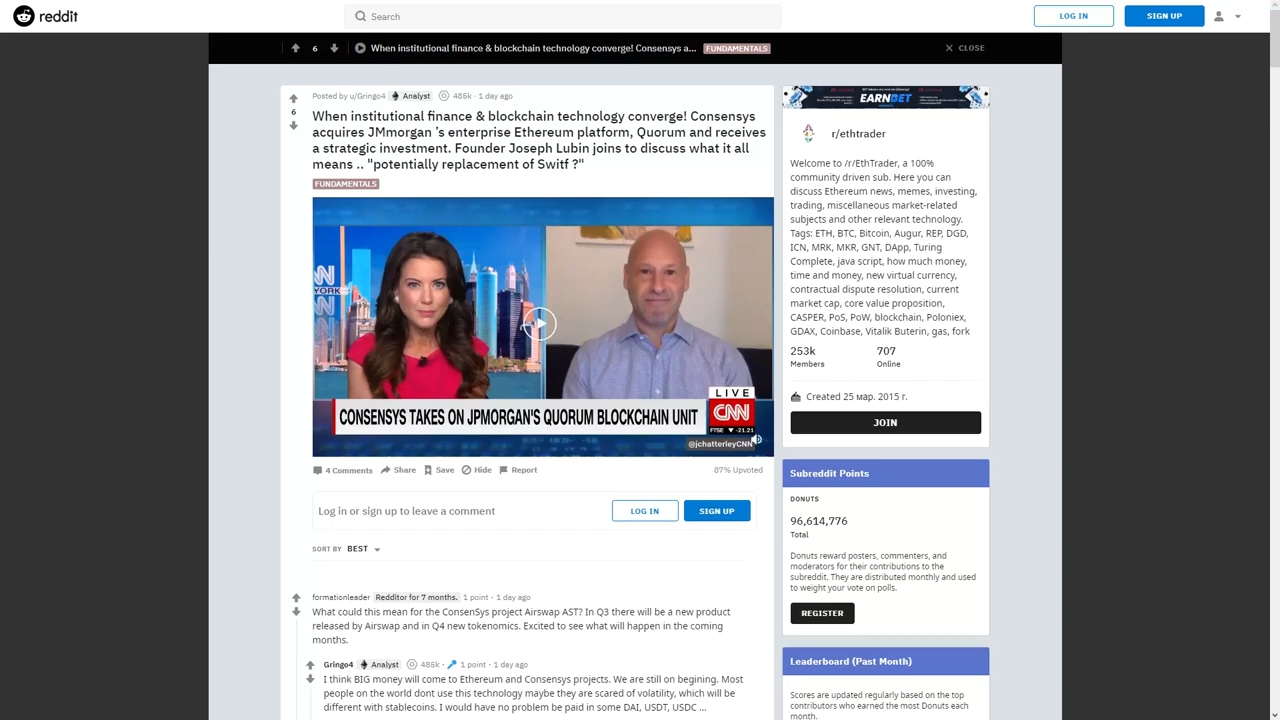 reddit
Search
LOG IN
SIGN UP
6
When institutional finance & blockchain technology converge! Consensys a...
FUNDAMENTALS
CLOSE
Posted by u/Gringo4 Analyst 485k · 1 day ago
6
When institutional finance & blockchain technology converge! Consensys
acquires JMmorgan 's enterprise Ethereum platform, Quorum and receives
a strategic investment. Founder Joseph Lubin joins to discuss what it all
means .. "potentially replacement of Switf ?"
FUNDAMENTALS
YORK
LIVE
CONSENSYS TAKES ON JPMORGAN'S QUORUM BLOCKCHAIN UNIT
CNN
FTSE ▼ -21.21
@jchatterleyCNN
4 Comments
Share
Save
Hide
Report
87% Upvoted
Log in or sign up to leave a comment
LOG IN
SIGN UP
SORT BY BEST
formationleader Redditor for 7 months. 1 point · 1 day ago
What could this mean for the ConsenSys project Airswap AST? In Q3 there will be a new product
released by Airswap and in Q4 new tokenomics. Excited to see what will happen in the coming
months.
Gringo4 Analyst 485k · 1 point · 1 day ago
I think BIG money will come to Ethereum and Consensys projects. We are still on begining. Most
people on the world dont use this technology maybe they are scared of volatility, which will be
different with stablecoins. I would have no problem be paid in some DAI, USDT, USDC ...
EARNBET
r/ethtrader
Welcome to /r/EthTrader, a 100%
community driven sub. Here you can
discuss Ethereum news, memes, investing,
trading, miscellaneous market-related
subjects and other relevant technology.
Tags: ETH, BTC, Bitcoin, Augur, REP, DGD,
ICN, MRK, MKR, GNT, DApp, Turing
Complete, java script, how much money,
time and money, new virtual currency,
contractual dispute resolution, current
market cap, core value proposition,
CASPER, PoS, PoW, blockchain, Poloniex,
GDAX, Coinbase, Vitalik Buterin, gas, fork
253k
Members
707
Online
Created 25 мар. 2015 г.
JOIN
Subreddit Points
DONUTS
96,614,776
Total
Donuts reward posters, commenters, and
moderators for their contributions to the
subreddit. They are distributed monthly and used
to weight your vote on polls.
REGISTER
Leaderboard (Past Month)
Scores are updated regularly based on the top
contributors who earned the most Donuts each
month.